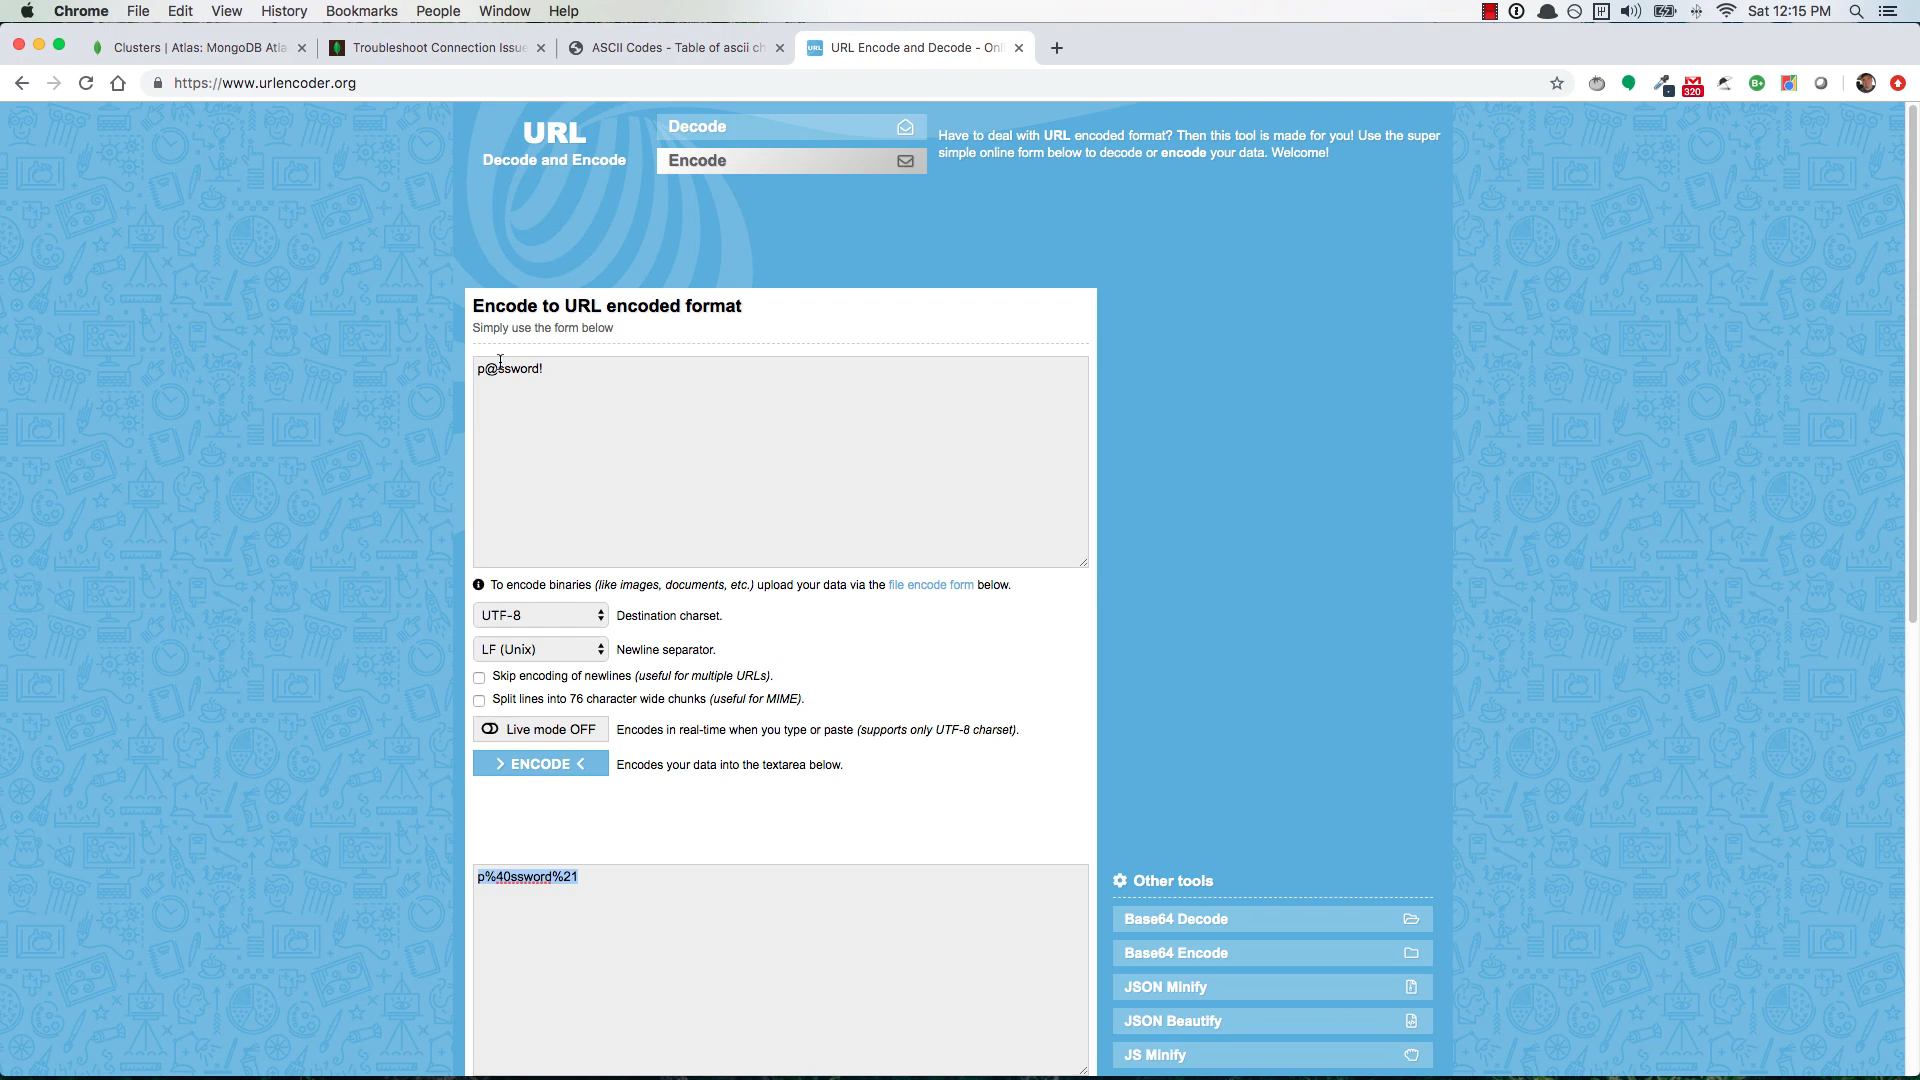 Chrome File Edit View History Bookmarks People Window Help Sat 12:15 PM
Clusters | Atlas: MongoDB Atla
Troubleshoot Connection Issue
ASCII Codes - Table of ascii ch
URL Encode and Decode - Onl
https://www.urlencoder.org
320
URL
Decode and Encode
Decode
Encode
Have to deal with URL encoded format? Then this tool is made for you! Use the super
simple online form below to decode or encode your data. Welcome!
Encode to URL encoded format
Simply use the form below
p@ssword!
To encode binaries (like images, documents, etc.) upload your data via the file encode form below.
UTF-8 Destination charset.
LF (Unix) Newline separator.
Skip encoding of newlines (useful for multiple URLs).
Split lines into 76 character wide chunks (useful for MIME).
Live mode OFF Encodes in real-time when you type or paste (supports only UTF-8 charset).
> ENCODE < Encodes your data into the textarea below.
p%40ssword%21
Other tools
Base64 Decode
Base64 Encode
JSON Minify
JSON Beautify
JS Minify